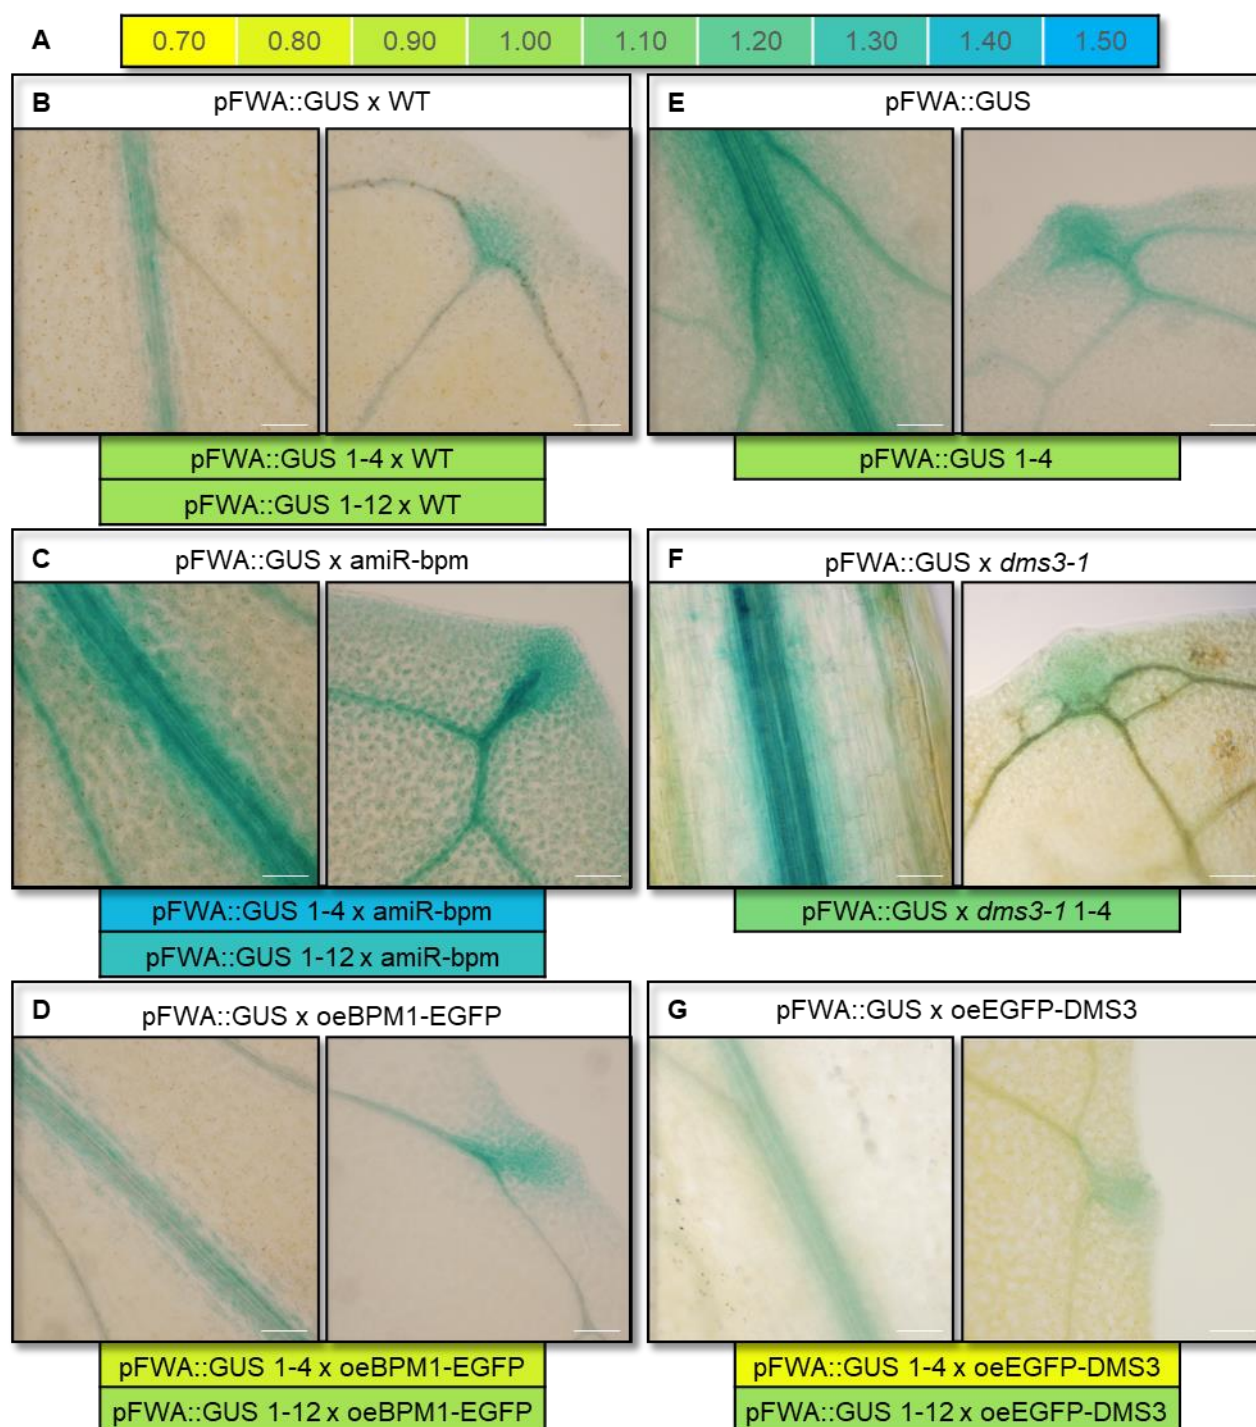 A
0.70 0.80 0.90 1.00 1.10 1.20 1.30 1.40 1.50
B
pFWA::GUS x WT
pFWA::GUS 1-4 x WT
pFWA::GUS 1-12 x WT
E
pFWA::GUS
pFWA::GUS 1-4
C
pFWA::GUS x amiR-bpm
pFWA::GUS 1-4 x amiR-bpm
pFWA::GUS 1-12 x amiR-bpm
F
pFWA::GUS x dms3-1
pFWA::GUS x dms3-1 1-4
D
pFWA::GUS x oeBPM1-EGFP
pFWA::GUS 1-4 x oeBPM1-EGFP
pFWA::GUS 1-12 x oeBPM1-EGFP
G
pFWA::GUS x oeEGFP-DMS3
pFWA::GUS 1-4 x oeEGFP-DMS3
pFWA::GUS 1-12 x oeEGFP-DMS3